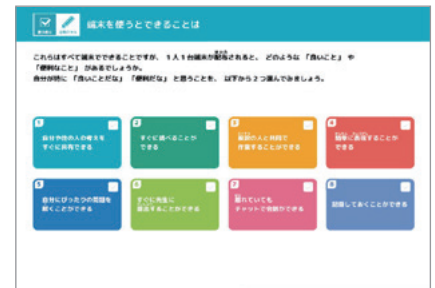 端末を使うとできることは
これらはすべて端末でできることですが、1人1台端末が配布されると、どのような「良いこと」や
「便利なこと」があるでしょうか。
自分が特に「良いことだな」「便利だな」と思うことを、以下から2つ選んでみましょう。
1
自分や他の人の考えを
すぐに共有できる
2
すぐに調べることが
できる
3
の人と共同で
作業することができる
4
簡単に表現することが
できる
5
自分にぴったりの問題を
解くことができる
6
すぐに先生に
提出することができる
7
離れていても
チャットで会話ができる
8
記録しておくことができる